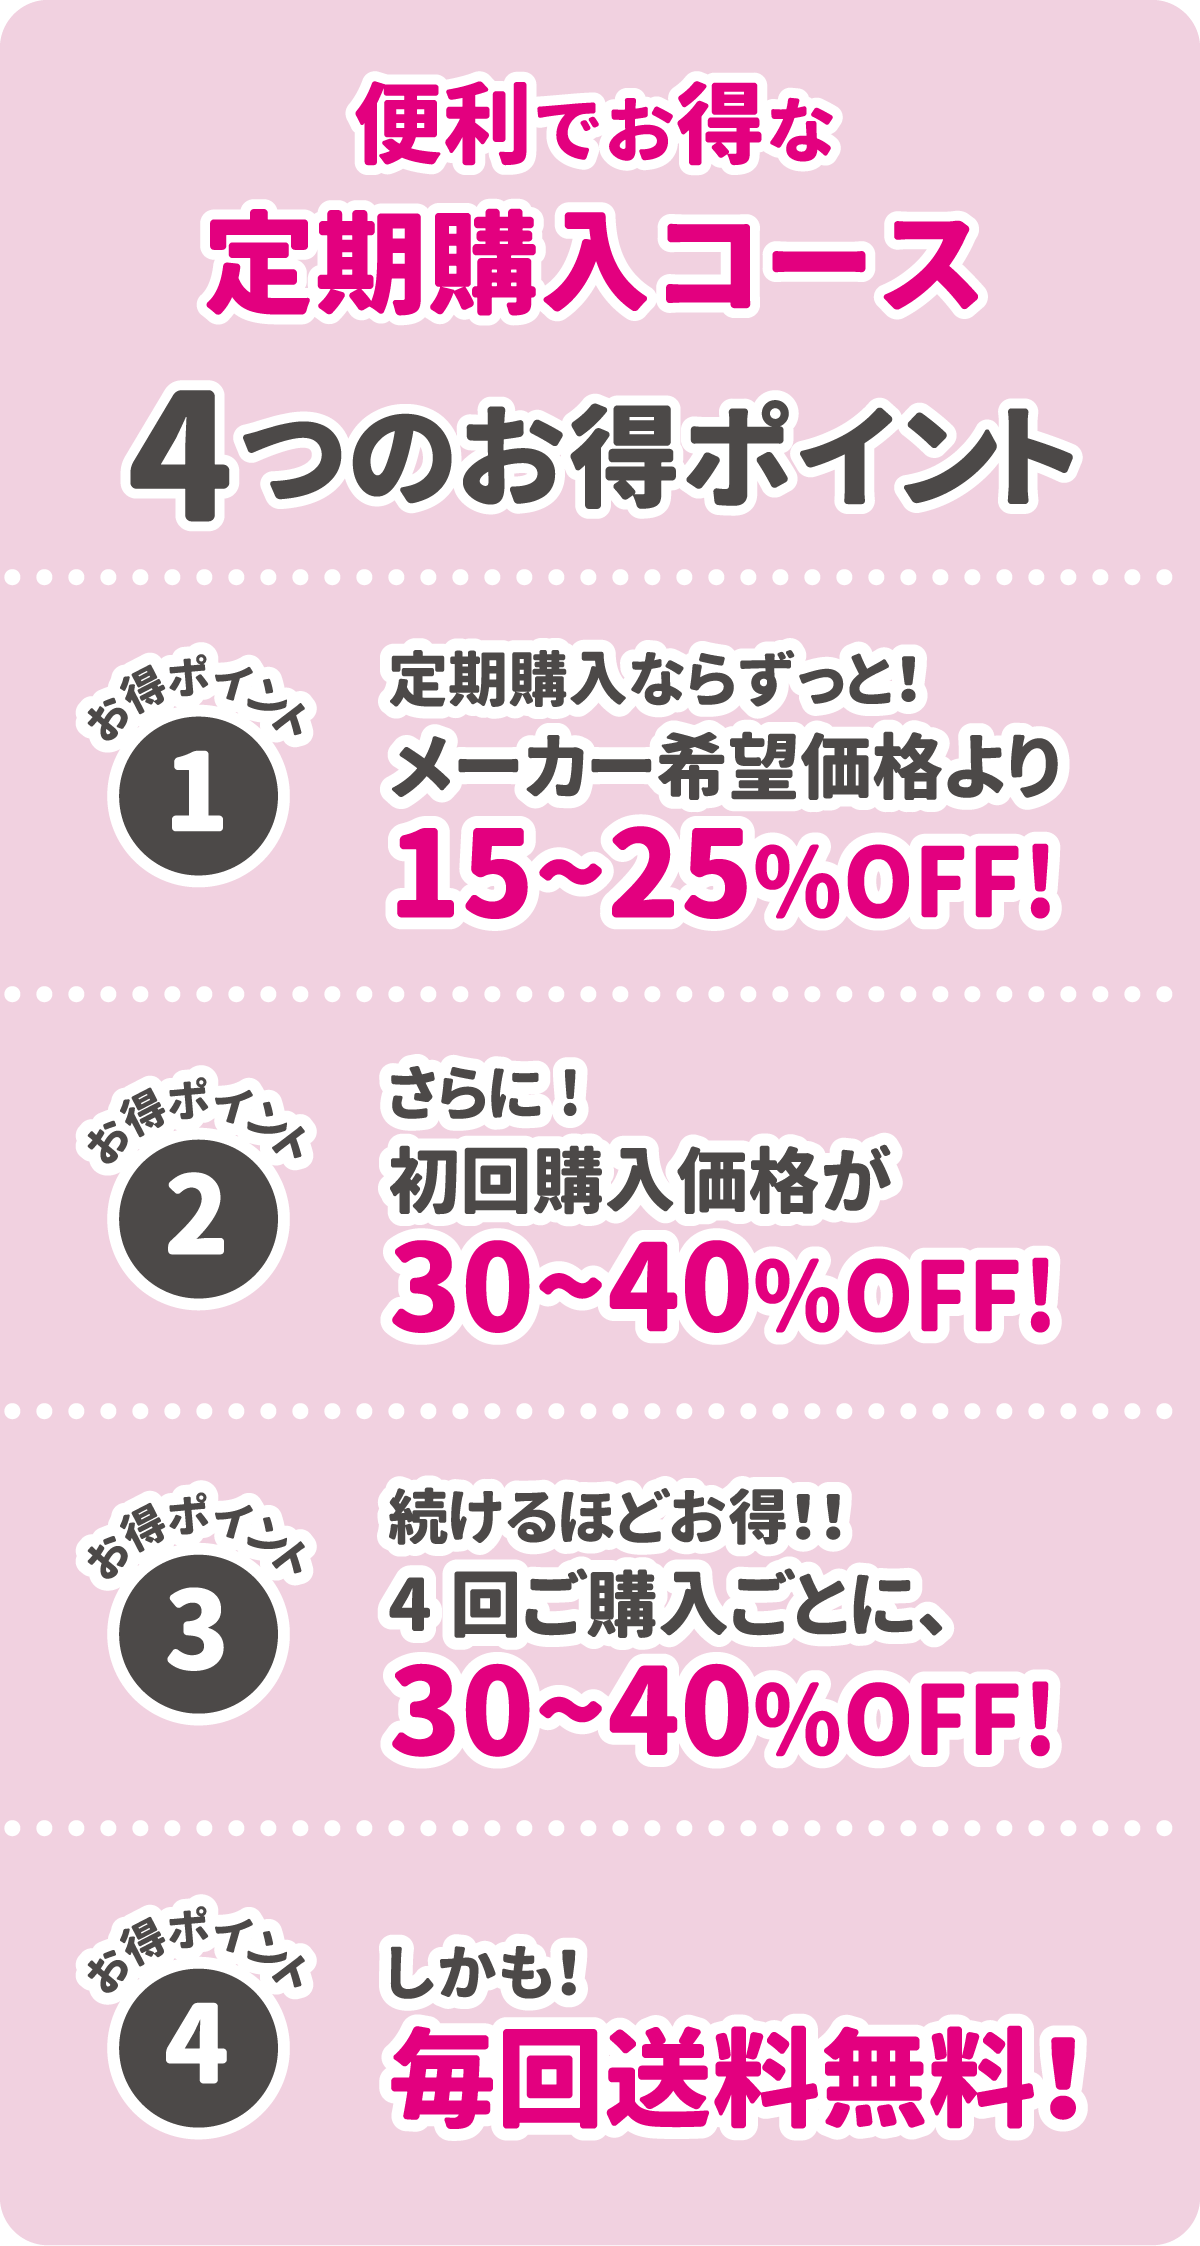 便利でお得な
定期購入コース
4つのお得ポイント
お得ポイント
1
定期購入ならずっと！
メーカー希望価格より
15~25%OFF!
お得ポイント
2
さらに！
初回購入価格が
30~40%OFF!
お得ポイント
3
続けるほどお得！！
4回ご購入ごとに、
30~40%OFF!
お得ポイント
4
しかも！
毎回送料無料！